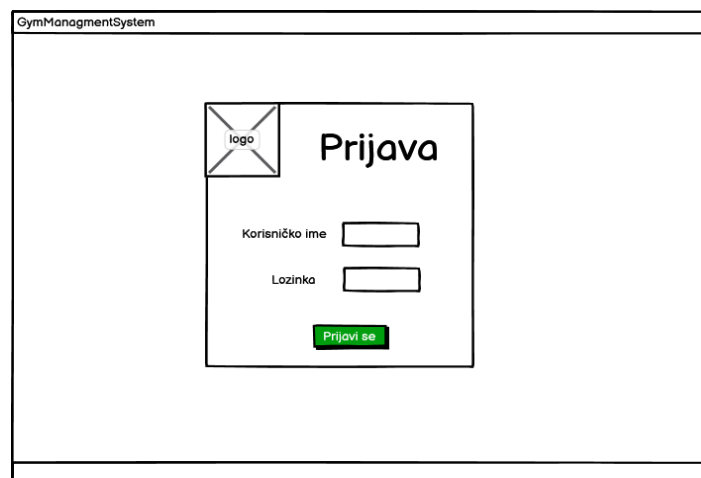 GymManagmentSystem
logo
Prijava
Korisničko ime
Lozinka
Prijavi se